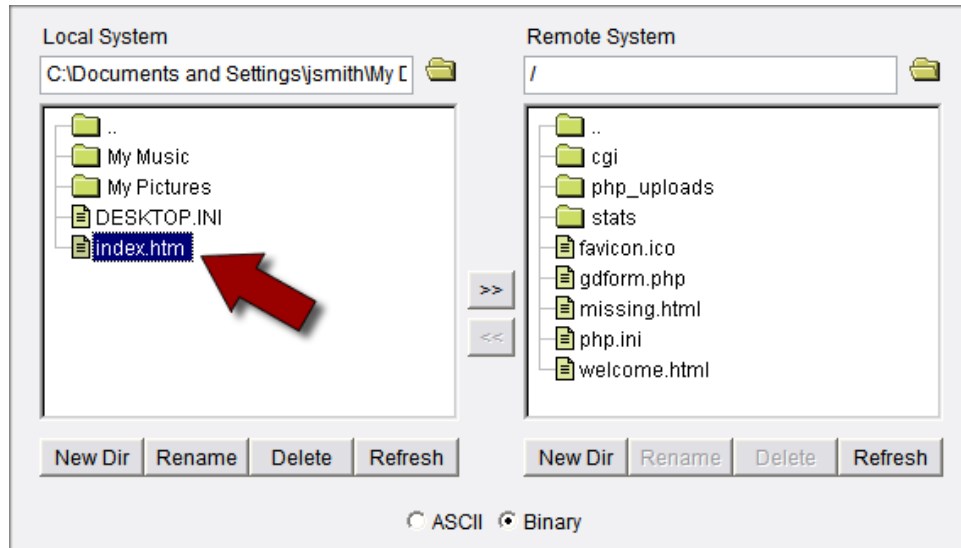 Local System
C:\Documents and Settings\jsmith\My D
..
My Music
My Pictures
DESKTOP.INI
index.htm
New Dir Rename Delete Refresh
>>
<<
Remote System
/
..
cgi
php_uploads
stats
favicon.ico
gdform.php
missing.html
php.ini
welcome.html
New Dir Rename Delete Refresh
ASCII Binary